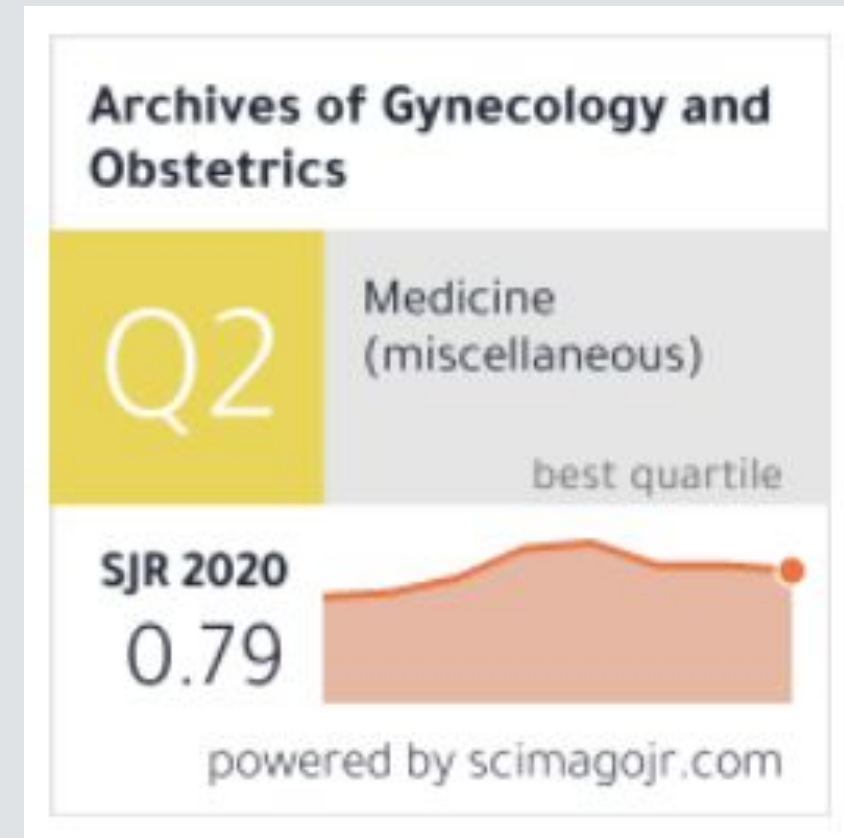 Archives of Gynecology and
Obstetrics
Q2
Medicine
(miscellaneous)
best quartile
SJR 2020
0.79
powered by scimagojr.com